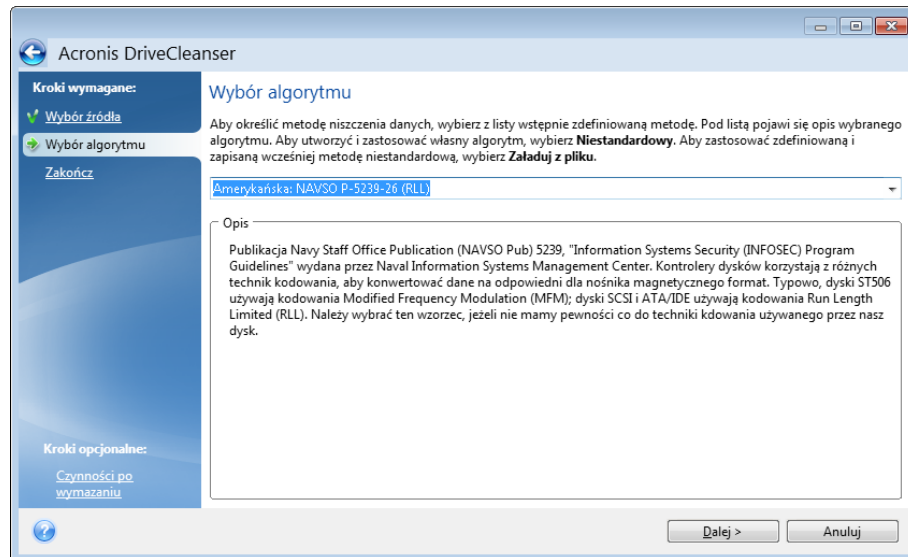 Acronis DriveCleanser
Kroki wymagane:
Wybór źródła
Wybór algorytmu
Zakończ
Kroki opcjonalne:
Czynności po
wymazaniu
Wybór algorytmu
Aby określić metodę niszczenia danych, wybierz z listy wstępnie zdefiniowaną metodę. Pod listą pojawi się opis wybranego
algorytmu. Aby utworzyć i zastosować własny algorytm, wybierz Niestandardowy. Aby zastosować zdefiniowaną i
zapisaną wcześniej metodę niestandardową, wybierz Załaduj z pliku.
Amerykańska: NAVSO P-5239-26 (RLL)
Opis
Publikacja Navy Staff Office Publication (NAVSO Pub) 5239, "Information Systems Security (INFOSEC) Program
Guidelines" wydana przez Naval Information Systems Management Center. Kontrolery dysków korzystają z różnych
technik kodowania, aby konwertować dane na odpowiedni dla nośnika magnetycznego format. Typowo, dyski ST506
używają kodowania Modified Frequency Modulation (MFM); dyski SCSI i ATA/IDE używają kodowania Run Length
Limited (RLL). Należy wybrać ten wzorzec, jeżeli nie mamy pewności co do techniki kdowania używanego przez nasz
dysk.
Dalej >
Anuluj